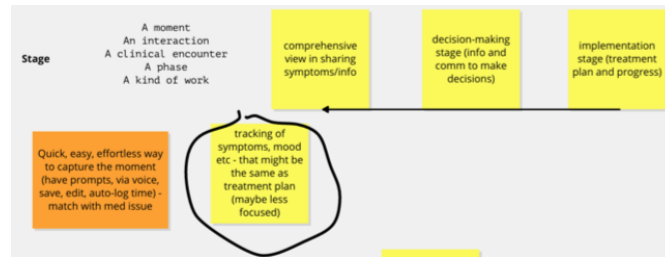 Stage
A moment
An interaction
A clinical encounter
A phase
A kind of work
comprehensive
view in sharing
symptoms/info
decision-making
stage (info and
comm to make
decisions)
implementation
stage (treatment
plan and progress)
Quick, easy, effortless way
to capture the moment
(have prompts, via voice,
save, edit, auto-log time) -
match with med issue
tracking of
symptoms, mood
etc - that might be
the same as
treatment plan
(maybe less
focused)